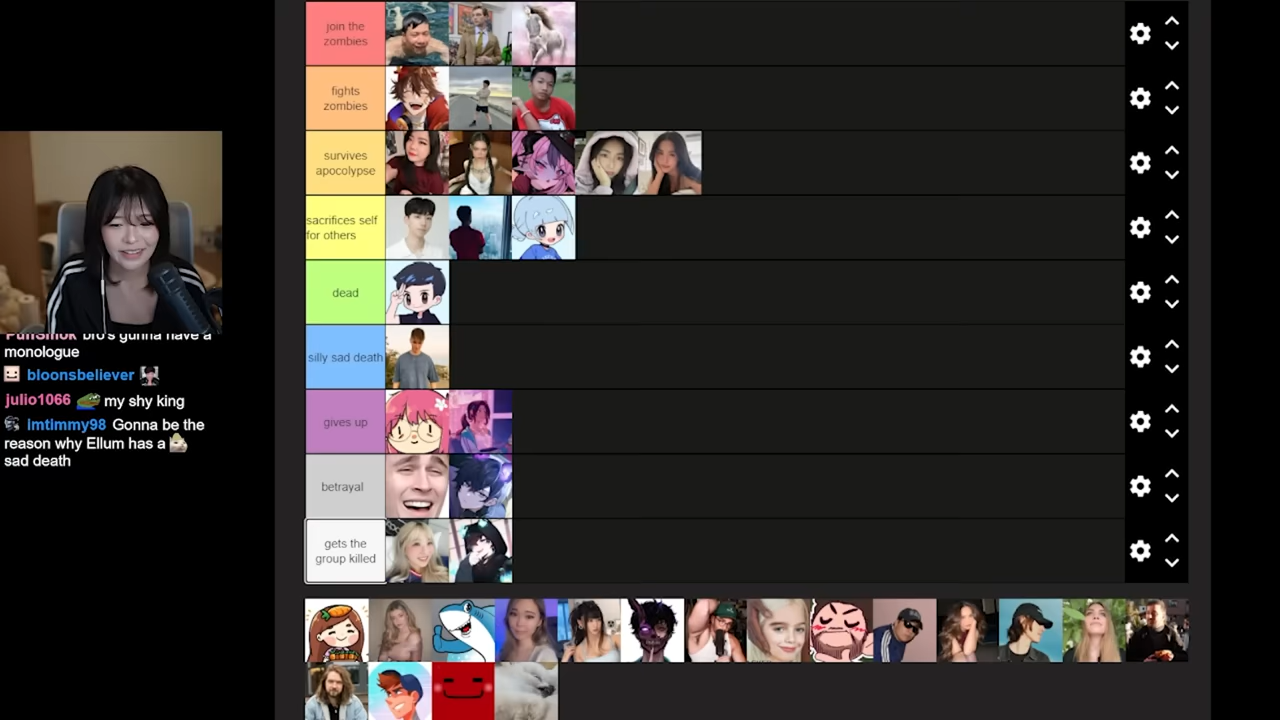 join the
zombies
fights
zombies
survives
apocolypse
sacrifices self
for others
dead
silly sad death
gives up
betrayal
gets the
group killed
PunSmok bro's gunna have a
monologue
bloonsbeliever
julio1066 my shy king
imtimmy98 Gonna be the
reason why Ellum has a
sad death